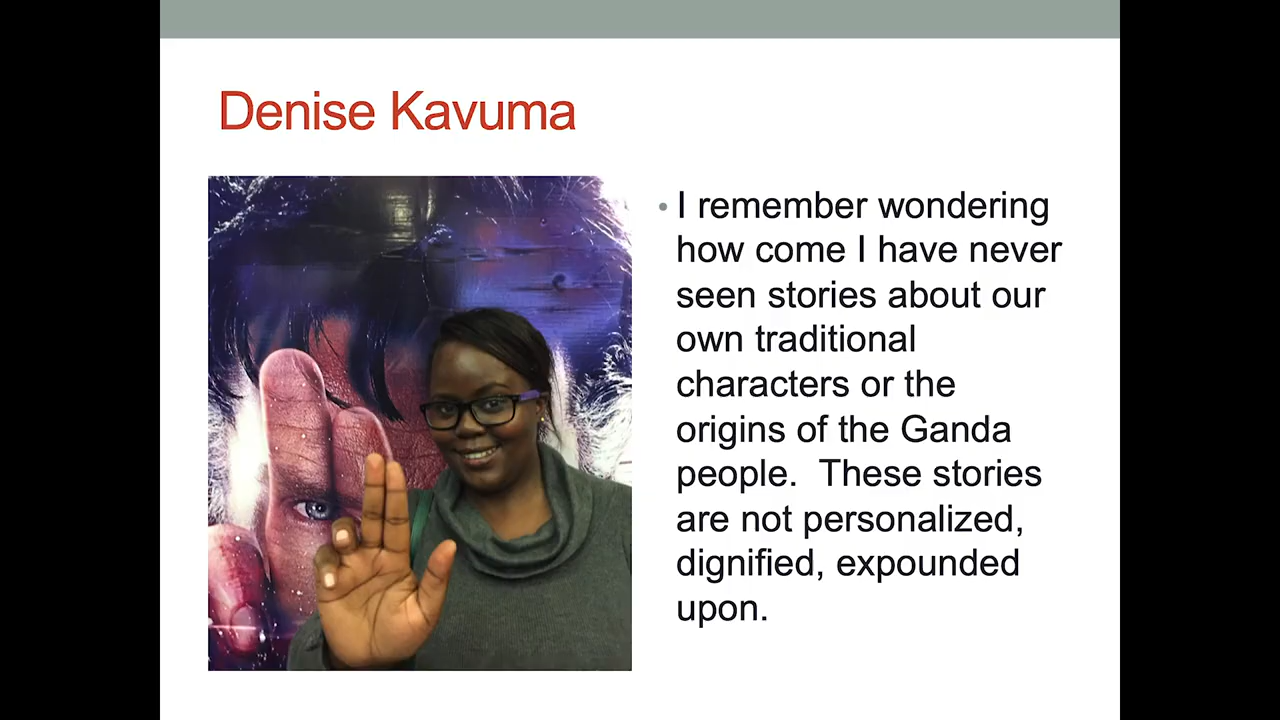 Denise Kavuma
• I remember wondering
how come I have never
seen stories about our
own traditional
characters or the
origins of the Ganda
people.  These stories
are not personalized,
dignified, expounded
upon.